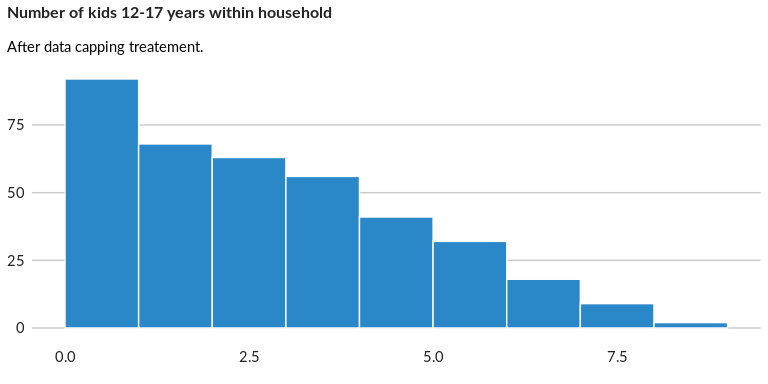 Number of kids 12-17 years within household
After data capping treatement.
75
50
25
0
0.0 2.5 5.0 7.5